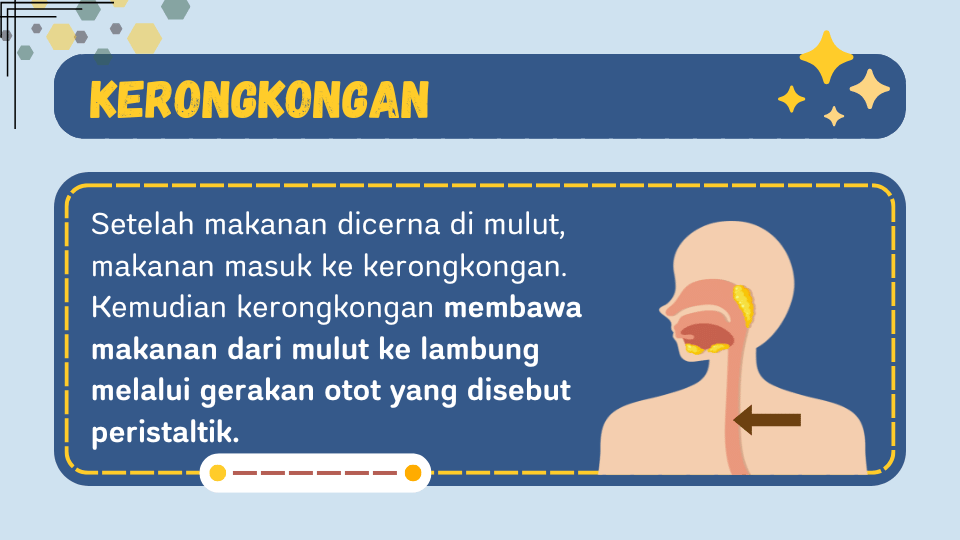 KERONGKONGAN
Setelah makanan dicerna di mulut,
makanan masuk ke kerongkongan.
Kemudian kerongkongan membawa
makanan dari mulut ke lambung
melalui gerakan otot yang disebut
peristaltik.